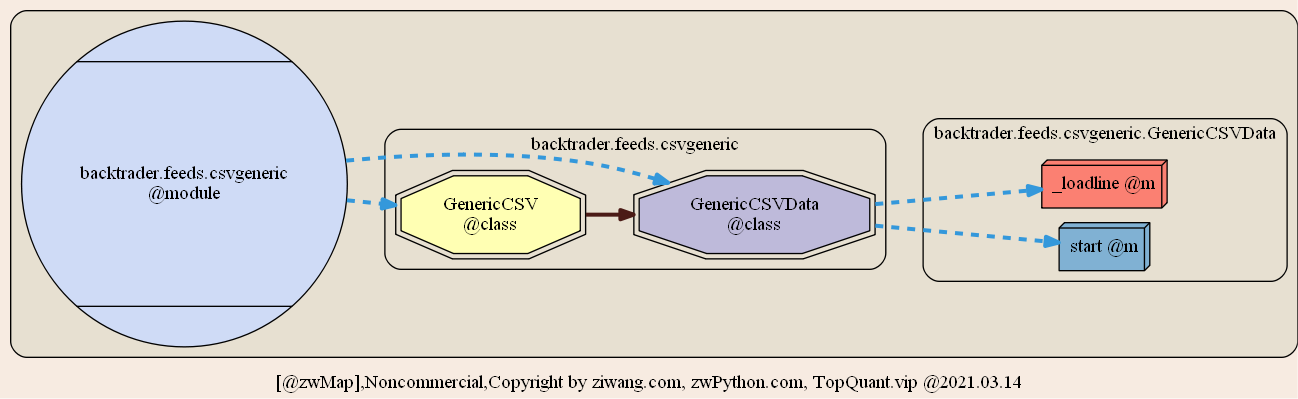 backtrader.feeds.csvgeneric
@module
backtrader.feeds.csvgeneric
GenericCSV
@class
GenericCSVData
@class
backtrader.feeds.csvgeneric.GenericCSVData
_loadline @m
start @m
[@zwMap],Noncommercial,Copyright by ziwang.com, zwPython.com, TopQuant.vip @2021.03.14